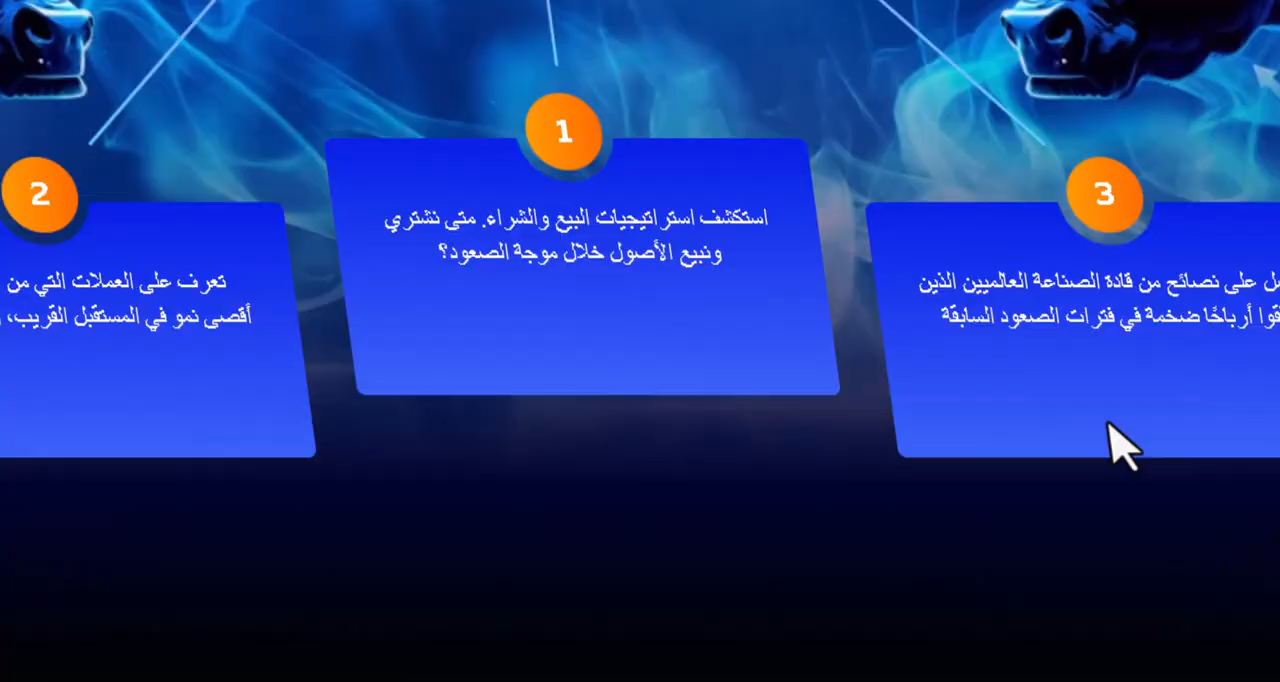 1
استكشف استراتيجيات البيع والشراء. متى نشتري
ونبيع الأصول خلال موجة الصعود؟
2
تعرف على العملات التي من
أقصى نمو في المستقبل القريب،
3
على نصائح من قادة الصناعة العالميين الذين
أرباحًا ضخمة في فترات الصعود السابقة